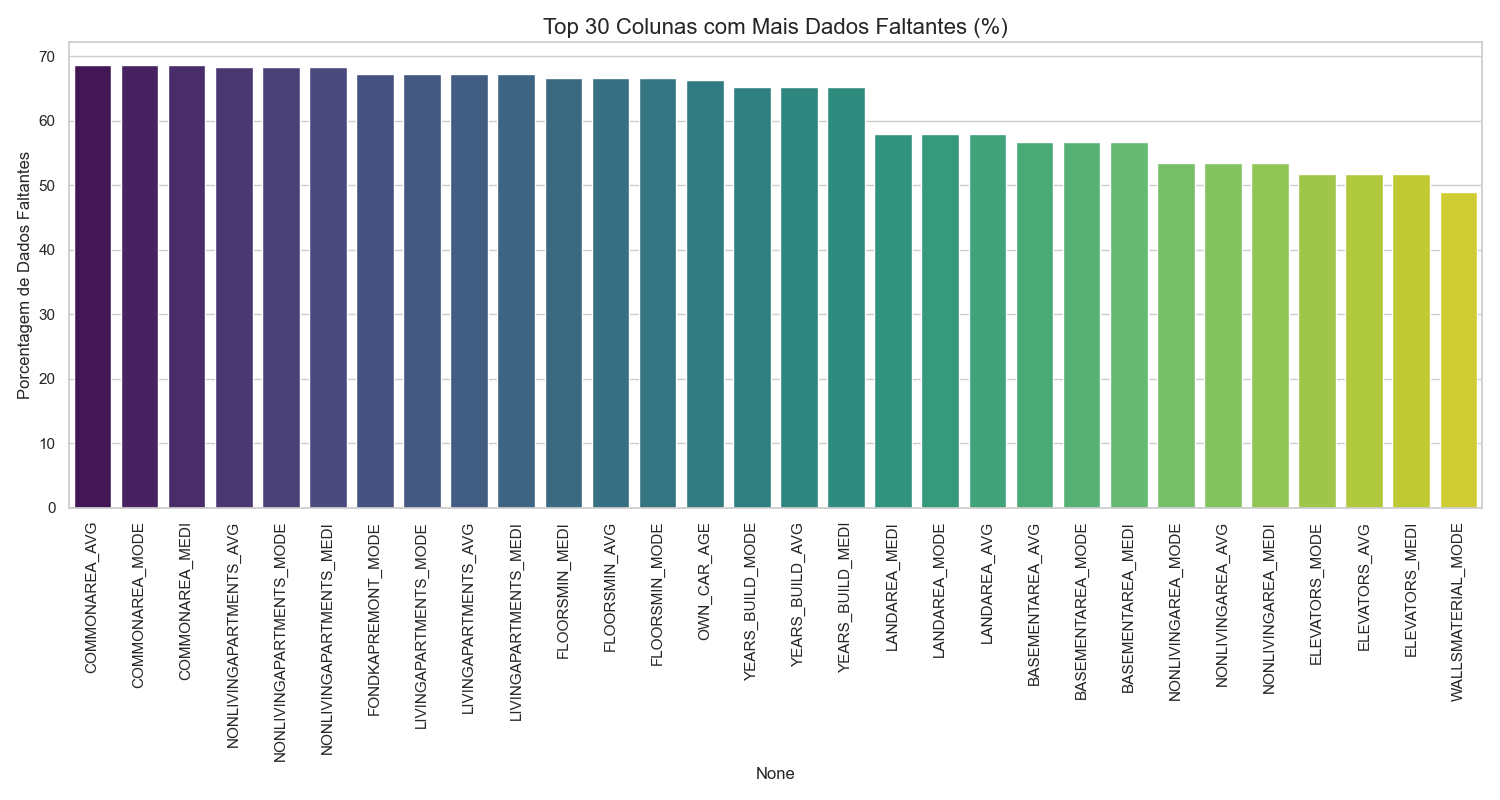 Top 30 Colunas com Mais Dados Faltantes (%)
Porcentagem de Dados Faltantes
70
60
50
40
30
20
10
0
COMMONAREA_AVG
COMMONAREA_MODE
COMMONAREA_MEDI
NONLIVINGAPARTMENTS_AVG
NONLIVINGAPARTMENTS_MODE
NONLIVINGAPARTMENTS_MEDI
FONDKAPREMONT_MODE
LIVINGAPARTMENTS_MODE
LIVINGAPARTMENTS_AVG
LIVINGAPARTMENTS_MEDI
FLOORSMIN_MEDI
FLOORSMIN_AVG
FLOORSMIN_MODE
OWN_CAR_AGE
YEARS_BUILD_MODE
YEARS_BUILD_AVG
YEARS_BUILD_MEDI
LANDAREA_MEDI
LANDAREA_MODE
LANDAREA_AVG
BASEMENTAREA_AVG
BASEMENTAREA_MODE
BASEMENTAREA_MEDI
NONLIVINGAREA_MODE
NONLIVINGAREA_AVG
NONLIVINGAREA_MEDI
ELEVATORS_MODE
ELEVATORS_AVG
ELEVATORS_MEDI
WALLSMATERIAL_MODE
None